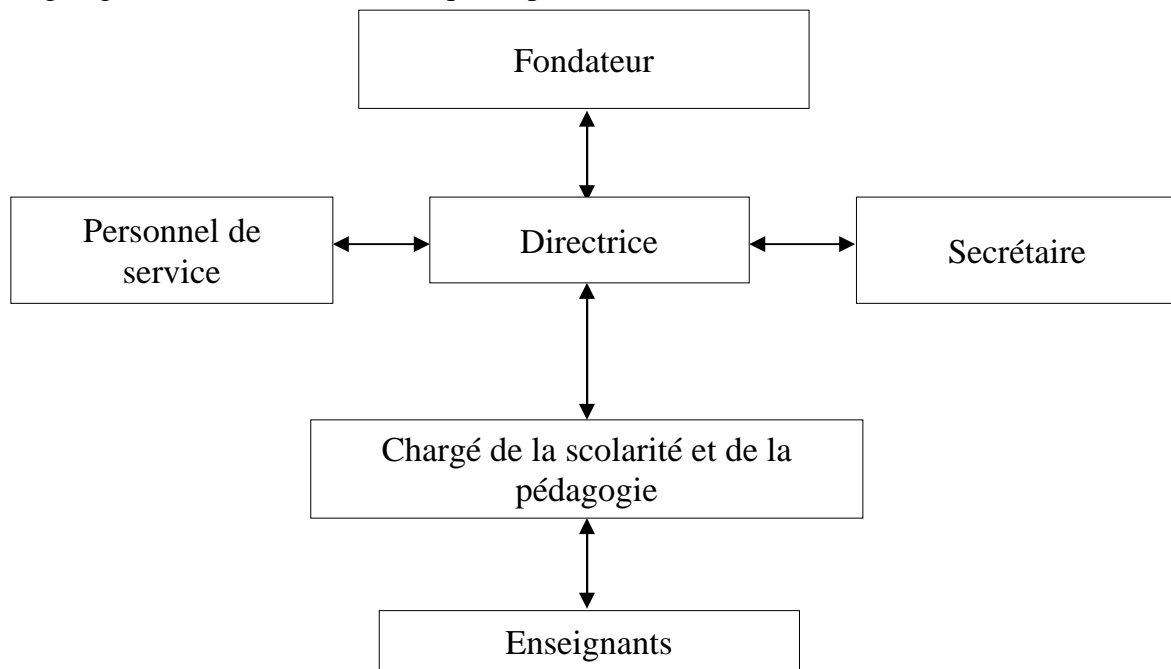 Fondateur
Personnel de
service
Directrice
Secrétaire
Chargé de la scolarité et de la
pédagogie
Enseignants